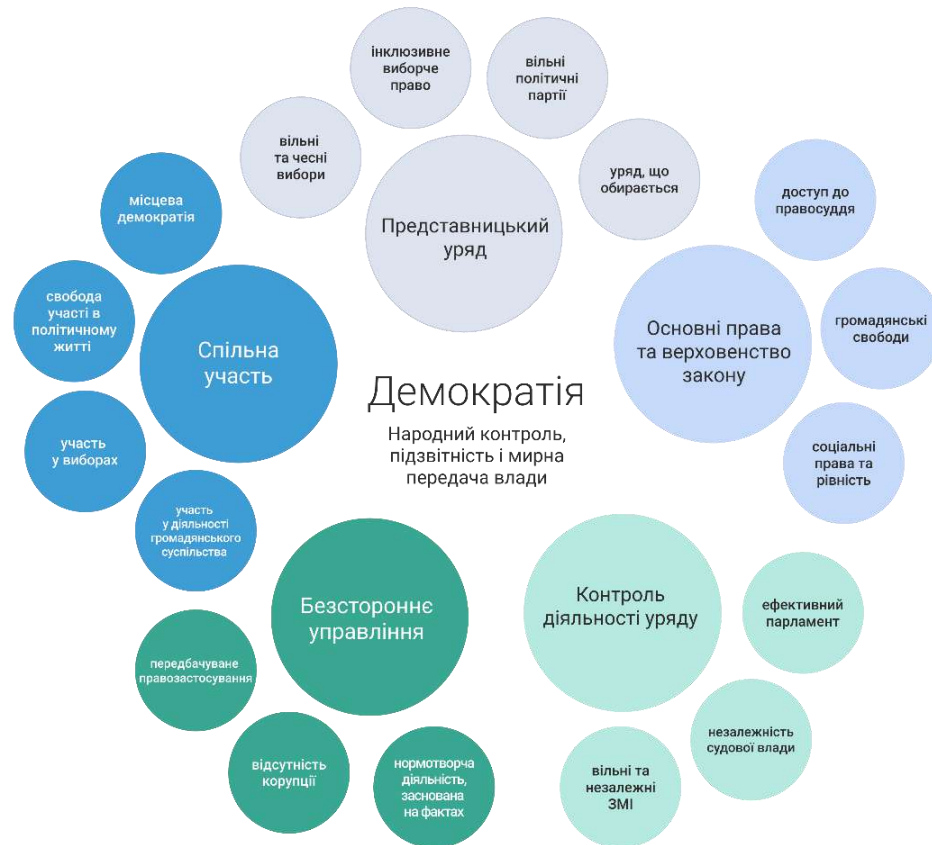 Демократія
Народний контроль,
підзвітність і мирна
передача влади
Представницький
уряд
вільні
та чесні
вибори
інклюзивне
виборче
право
вільні
політичні
партії
уряд, що
обирається
Основні права
та верховенство
закону
доступ до
правосуддя
громадянські
свободи
соціальні
права та
рівність
Контроль
діяльності уряду
ефективний
парламент
незалежність
судової влади
вільні та
незалежні
ЗМІ
Безстороннє
управління
нормотворча
діяльність,
заснована
на фактах
відсутність
корупції
передбачуване
правозастосування
Спільна
участь
участь
у діяльності
громадянського
суспільства
участь
у виборах
свобода
участі в
політичному
житті
місцева
демократія